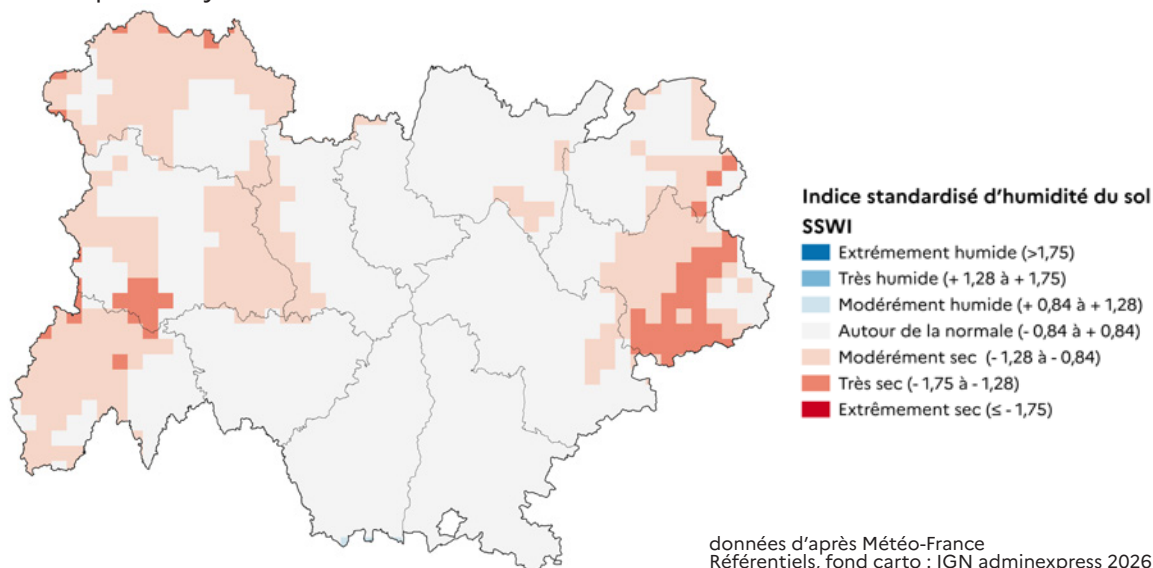 Indice standardisé d'humidité du sol
SSWI
Extrémement humide (>1,75)
Très humide (+ 1,28 à + 1,75)
Modérément humide (+ 0,84 à + 1,28)
Autour de la normale (- 0,84 à + 0,84)
Modérément sec (- 1,28 à - 0,84)
Très sec (- 1,75 à - 1,28)
Extrêmement sec (≤ - 1,75)
données d'après Météo-France
Référentiels, fond carto : IGN adminexpress 2026